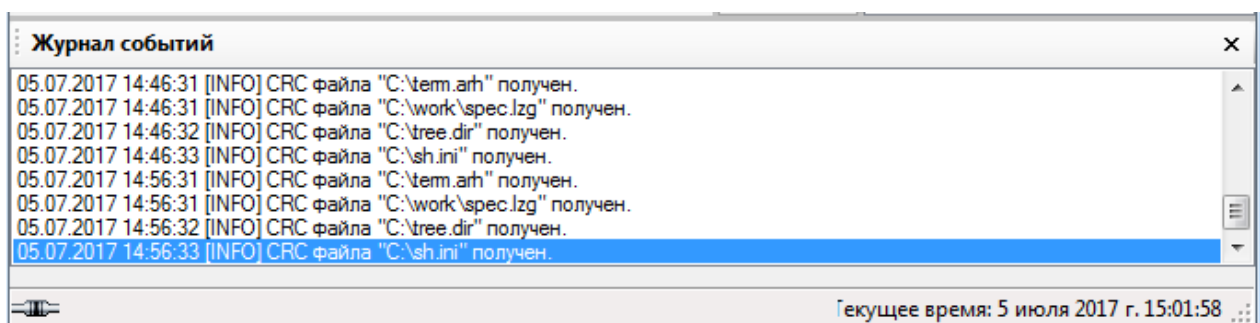 Журнал событий
05.07.2017 14:46:31 [INFO] CRC файла "C:\term.arh" получен.
05.07.2017 14:46:31 [INFO] CRC файла "C:\work\spec.lzg" получен.
05.07.2017 14:46:32 [INFO] CRC файла "C:\tree.dir" получен.
05.07.2017 14:46:33 [INFO] CRC файла "C:\sh.ini" получен.
05.07.2017 14:56:31 [INFO] CRC файла "C:\term.arh" получен.
05.07.2017 14:56:31 [INFO] CRC файла "C:\work\spec.lzg" получен.
05.07.2017 14:56:32 [INFO] CRC файла "C:\tree.dir" получен.
05.07.2017 14:56:33 [INFO] CRC файла "C:\sh.ini" получен.
Текущее время: 5 июля 2017 г. 15:01:58